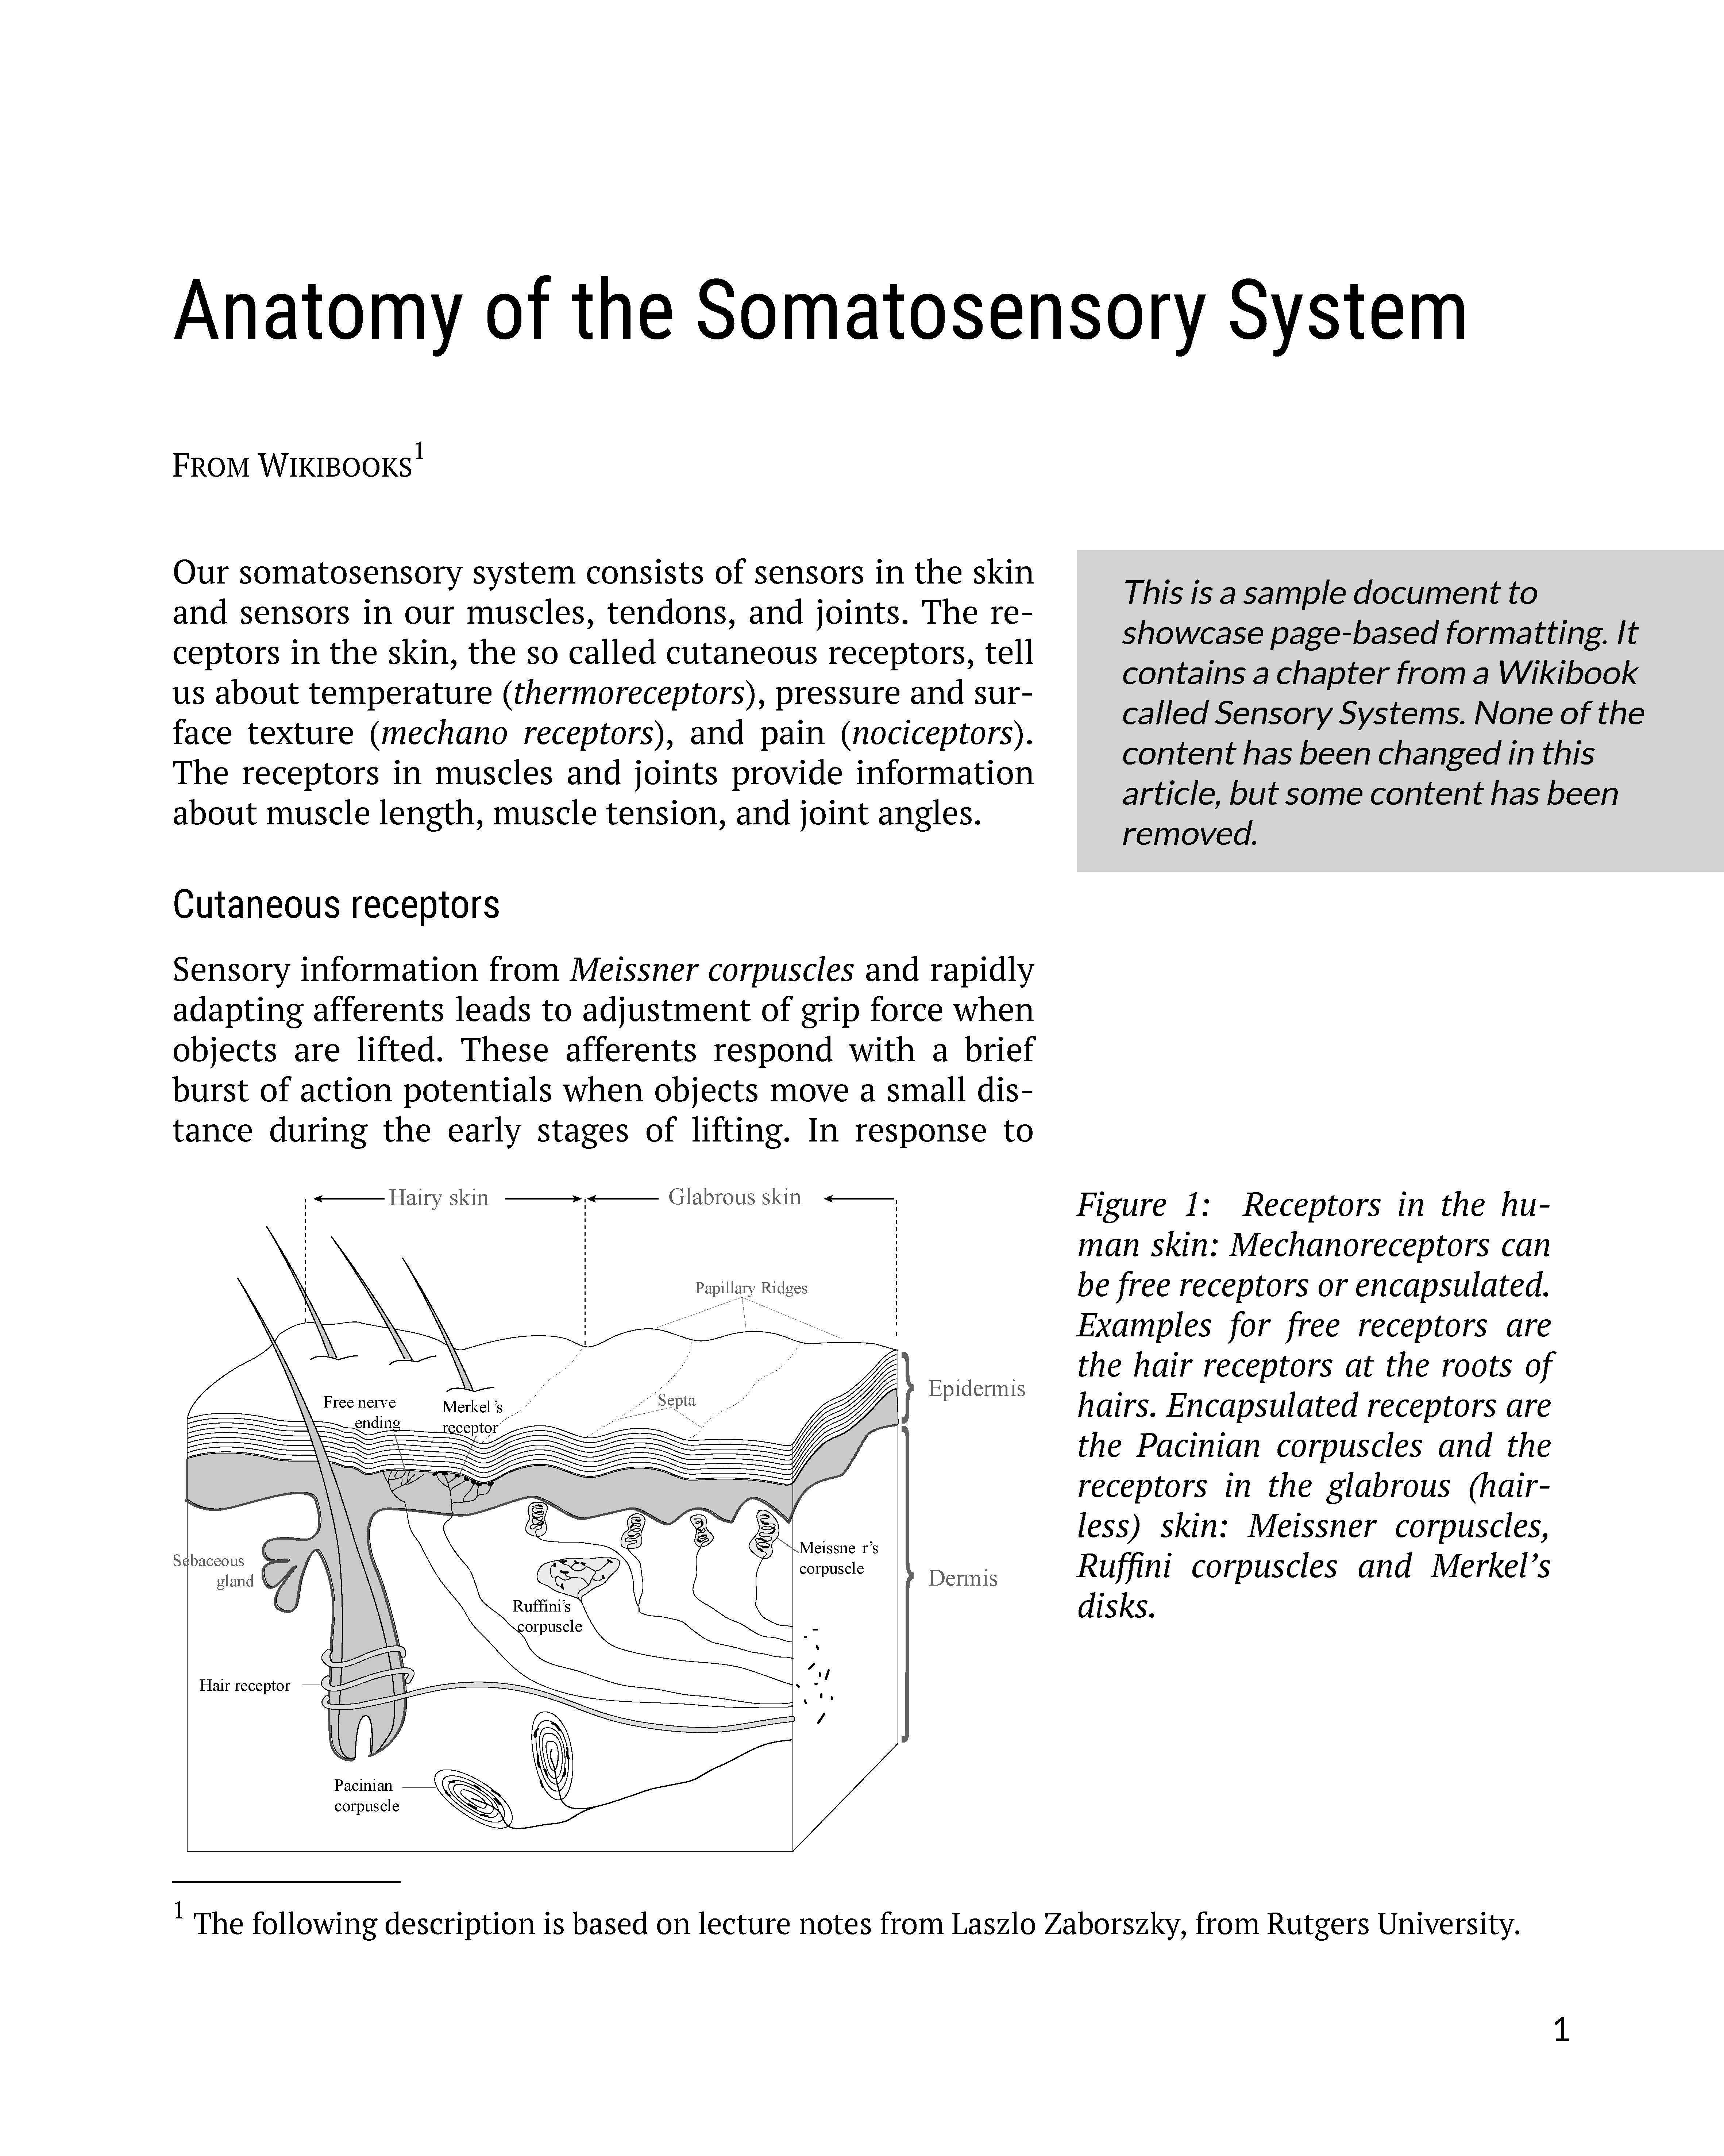 Anatomy of the Somatosensory System
FROM WIKIBOOKS1
Our somatosensory system consists of sensors in the skin
and sensors in our muscles, tendons, and joints. The re-
ceptors in the skin, the so called cutaneous receptors, tell
us about temperature (thermoreceptors), pressure and sur-
face texture (mechano receptors), and pain (nociceptors).
The receptors in muscles and joints provide information
about muscle length, muscle tension, and joint angles.
This is a sample document to
showcase page-based formatting. It
contains a chapter from a Wikibook
called Sensory Systems. None of the
content has been changed in this
article, but some content has been
removed.
Cutaneous receptors
Sensory information from Meissner corpuscles and rapidly
adapting afferents leads to adjustment of grip force when
objects are lifted. These afferents respond with a brief
burst of action potentials when objects move a small dis-
tance during the early stages of lifting. In response to
Hairy skin
Glabrous skin
Papillary Ridges
Epidermis
Free nerve
ending
Merkel's
receptor
Septa
Sebaceous
gland
Meissne r's
corpuscle
Dermis
Ruffini's
corpuscle
Hair receptor
Pacinian
corpuscle
Figure 1: Receptors in the hu-
man skin: Mechanoreceptors can
be free receptors or encapsulated.
Examples for free receptors are
the hair receptors at the roots of
hairs. Encapsulated receptors are
the Pacinian corpuscles and the
receptors in the glabrous (hair-
less) skin: Meissner corpuscles,
Ruffini corpuscles and Merkel's
disks.
1 The following description is based on lecture notes from Laszlo Zaborszky, from Rutgers University.
1